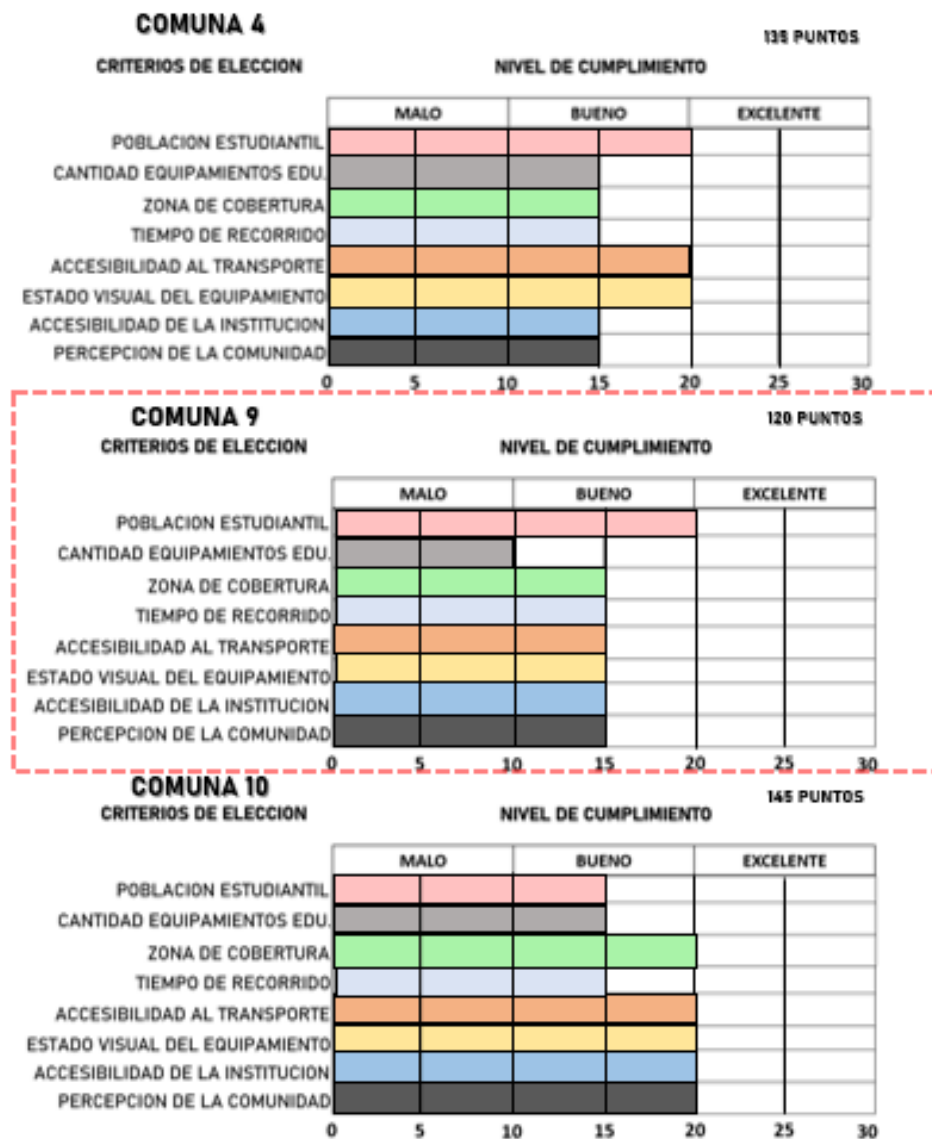 COMUNA 4
135 PUNTOS
CRITERIOS DE ELECCION NIVEL DE CUMPLIMIENTO
MALO BUENO EXCELENTE
POBLACION ESTUDIANTIL
CANTIDAD EQUIPAMIENTOS EDU.
ZONA DE COBERTURA
TIEMPO DE RECORRIDO
ACCESIBILIDAD AL TRANSPORTE
ESTADO VISUAL DEL EQUIPAMIENTO
ACCESIBILIDAD DE LA INSTITUCION
PERCEPCION DE LA COMUNIDAD
0 5 10 15 20 25 30
COMUNA 9 120 PUNTOS
CRITERIOS DE ELECCION NIVEL DE CUMPLIMIENTO
MALO BUENO EXCELENTE
POBLACION ESTUDIANTIL
CANTIDAD EQUIPAMIENTOS EDU.
ZONA DE COBERTURA
TIEMPO DE RECORRIDO
ACCESIBILIDAD AL TRANSPORTE
ESTADO VISUAL DEL EQUIPAMIENTO
ACCESIBILIDAD DE LA INSTITUCION
PERCEPCION DE LA COMUNIDAD
0 5 10 15 20 25 30
COMUNA 10 145 PUNTOS
CRITERIOS DE ELECCION NIVEL DE CUMPLIMIENTO
MALO BUENO EXCELENTE
POBLACION ESTUDIANTIL
CANTIDAD EQUIPAMIENTOS EDU.
ZONA DE COBERTURA
TIEMPO DE RECORRIDO
ACCESIBILIDAD AL TRANSPORTE
ESTADO VISUAL DEL EQUIPAMIENTO
ACCESIBILIDAD DE LA INSTITUCION
PERCEPCION DE LA COMUNIDAD
0 5 10 15 20 25 30